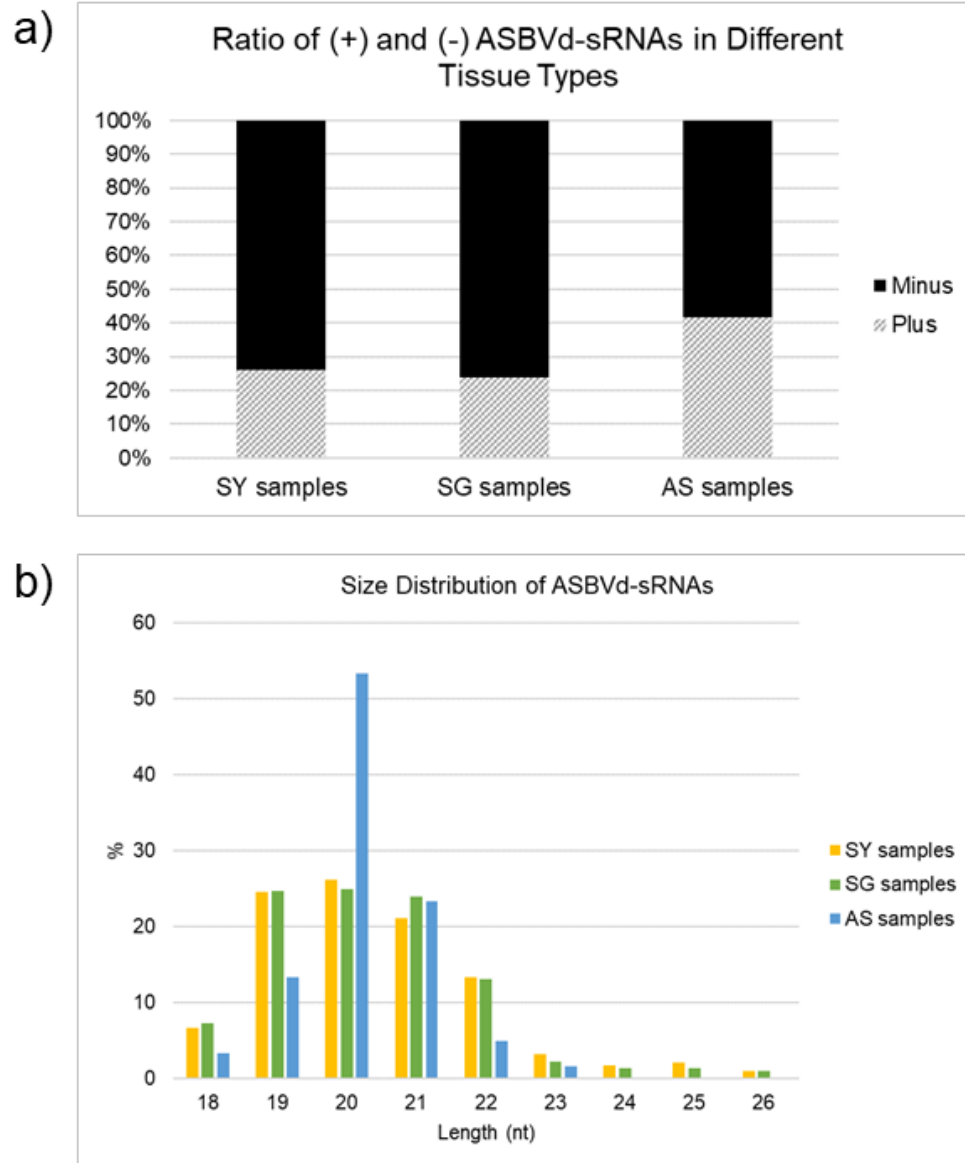 a)
Ratio of (+) and (-) ASBVd-sRNAs in Different
Tissue Types
100%
90%
80%
70%
60%
50%
40%
30%
20%
10%
0%
SY samples SG samples AS samples
Minus
Plus
b)
Size Distribution of ASBVd-sRNAs
60
50
40
30
20
10
0
%
18 19 20 21 22 23 24 25 26
Length (nt)
SY samples
SG samples
AS samples